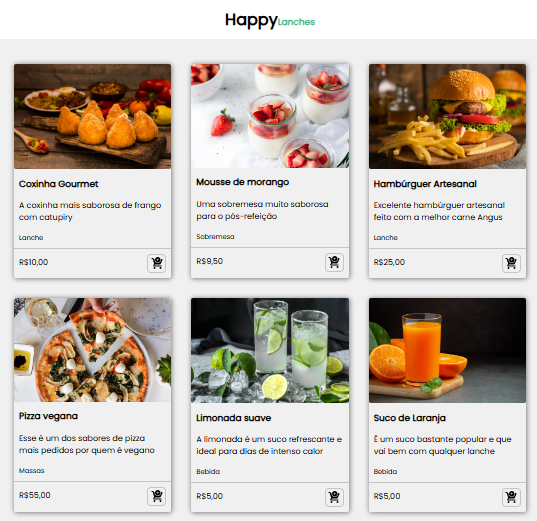 HappyLanches
Coxinha Gourmet
A coxinha mais saborosa de frango
com catupiry
Lanche
R$10,00
Mousse de morango
Uma sobremesa muito saborosa
para o pós-refeição
Sobremesa
R$9,50
Hambúrguer Artesanal
Excelente hambúrguer artesanal
feito com a melhor carne Angus
Lanche
R$25,00
Pizza vegana
Esse é um dos sabores de pizza
mais pedidos por quem é vegano
Massas
R$55,00
Limonada suave
A limonada é um suco refrescante e
ideal para dias de intenso calor
Bebida
R$5,00
Suco de Laranja
É um suco bastante popular e que
vai bem com qualquer lanche
Bebida
R$5,00